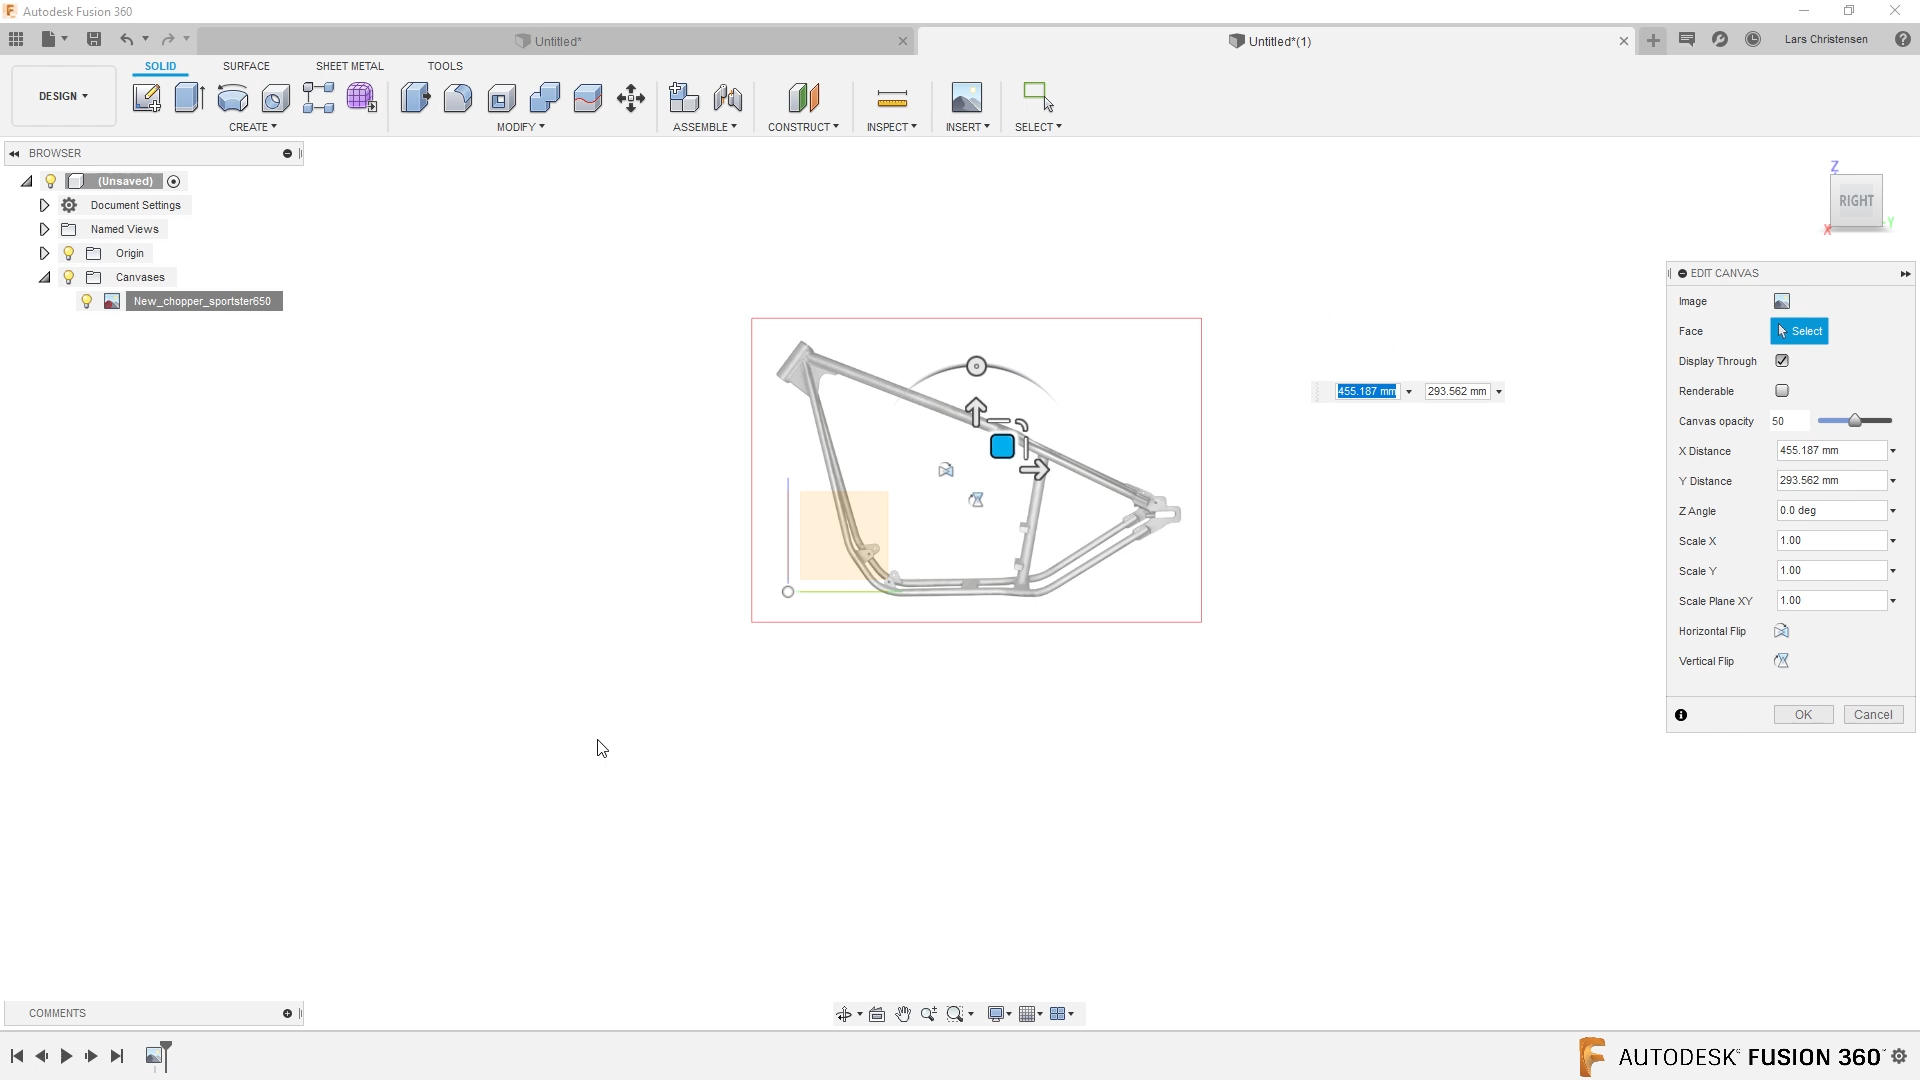 Autodesk Fusion 360
Untitled*
Untitled*(1)
Lars Christensen
SOLID
SURFACE
SHEET METAL
TOOLS
DESIGN
CREATE
MODIFY
ASSEMBLE
CONSTRUCT
INSPECT
INSERT
SELECT
BROWSER
(Unsaved)
Document Settings
Named Views
Origin
Canvases
New_chopper_sportster650
Z
RIGHT
X
Y
455.187 mm
293.562 mm
EDIT CANVAS
Image
Face
Select
Display Through
Renderable
Canvas opacity
50
X Distance
455.187 mm
Y Distance
293.562 mm
Z Angle
0.0 deg
Scale X
1.00
Scale Y
1.00
Scale Plane XY
1.00
Horizontal Flip
Vertical Flip
OK
Cancel
COMMENTS
AUTODESK FUSION 360